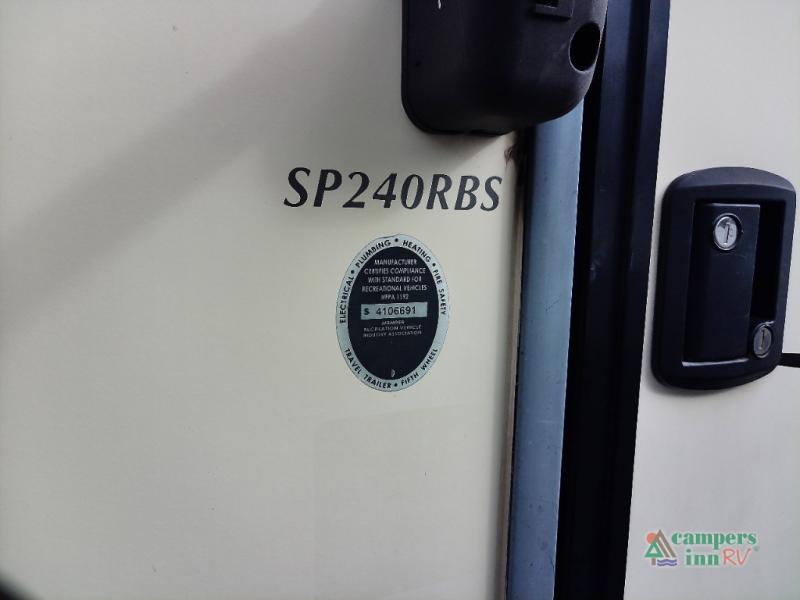 SP240RBS
ELECTRICAL • PLUMBING • HEATING • FIRE SAFETY
MANUFACTURER
CERTIFIES COMPLIANCE
WITH STANDARD FOR
RECREATIONAL VEHICLES
NFPA 1192
S 4106691
MEMBER
RECREATION VEHICLE
INDUSTRY ASSOCIATION
D
TRAVEL TRAILER • FIFTH WHEEL
campers
inn RV®